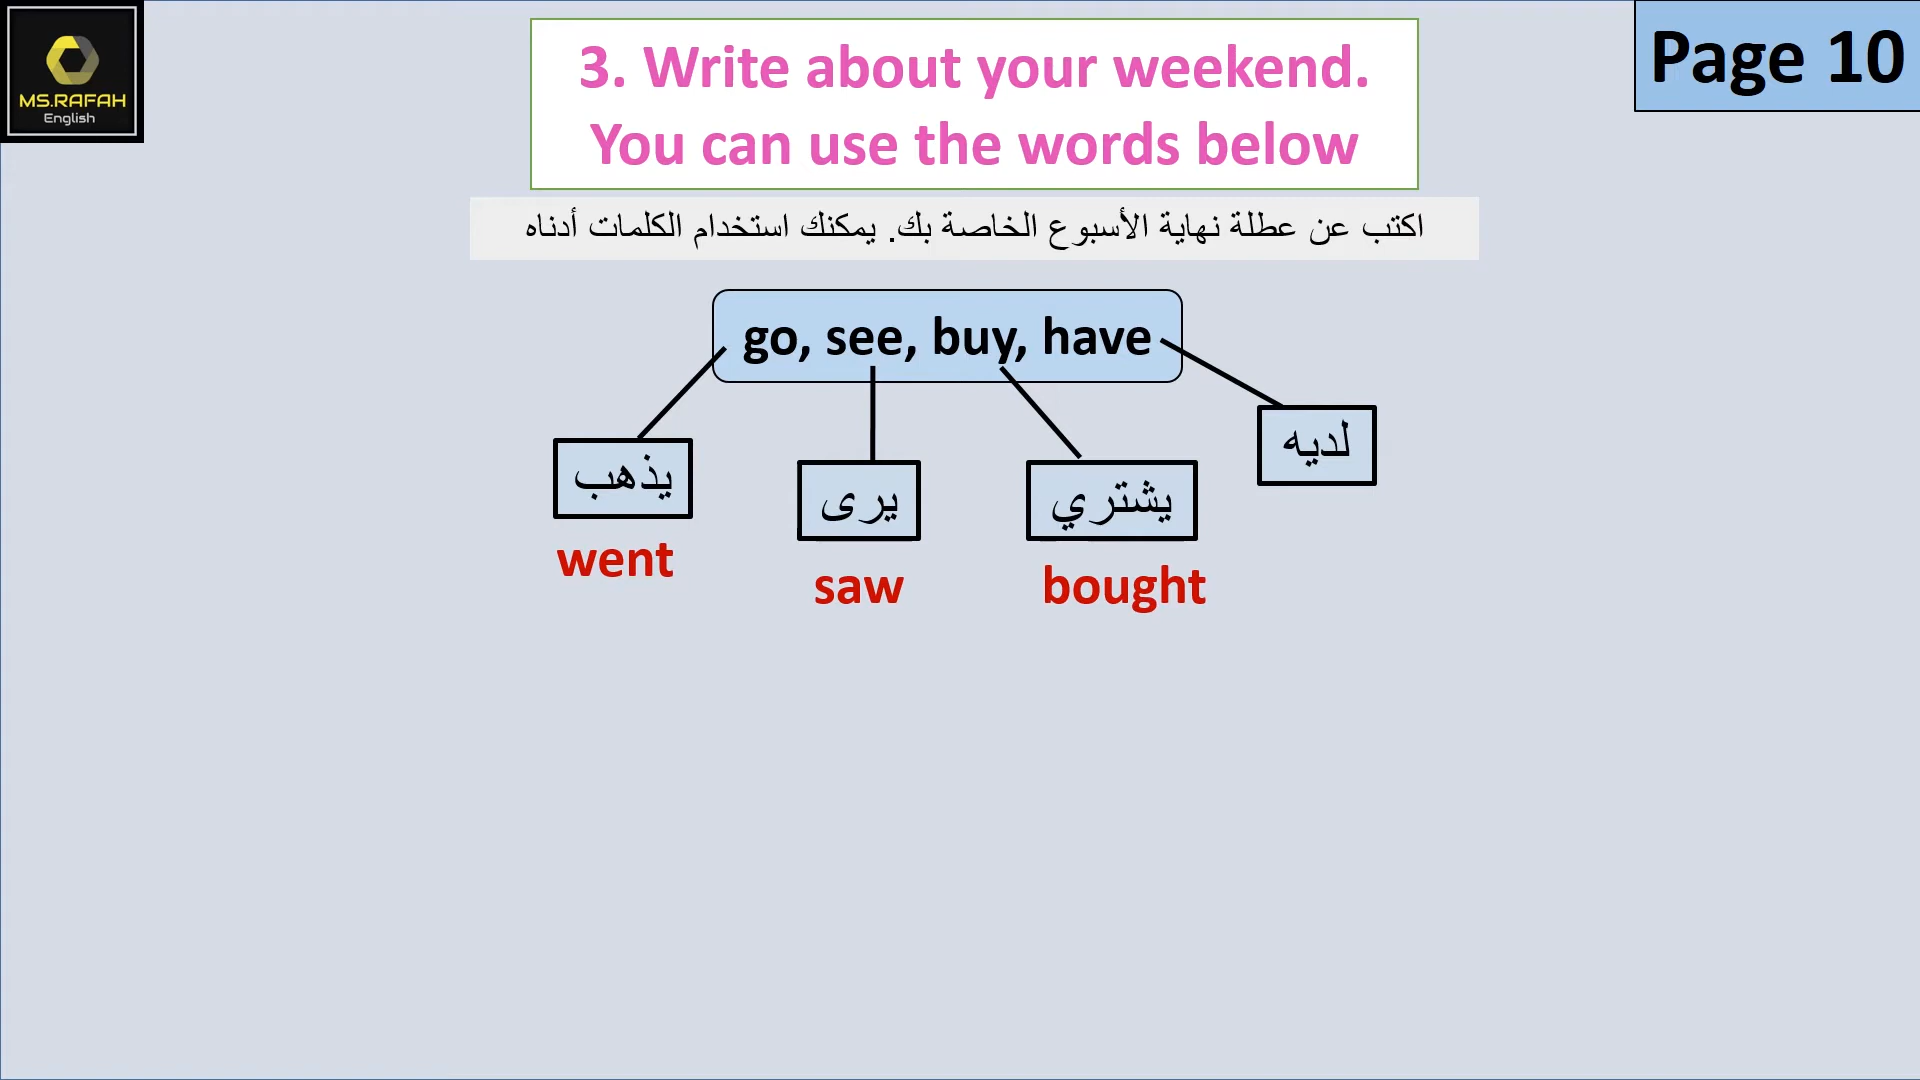 MS.RAFAH
English
3. Write about your weekend.
You can use the words below
Page 10
اكتب عن عطلة نهاية الأسبوع الخاصة بك. يمكنك استخدام الكلمات أدناه
go, see, buy, have
يذهب
يرى
يشتري
لديه
went
saw
bought